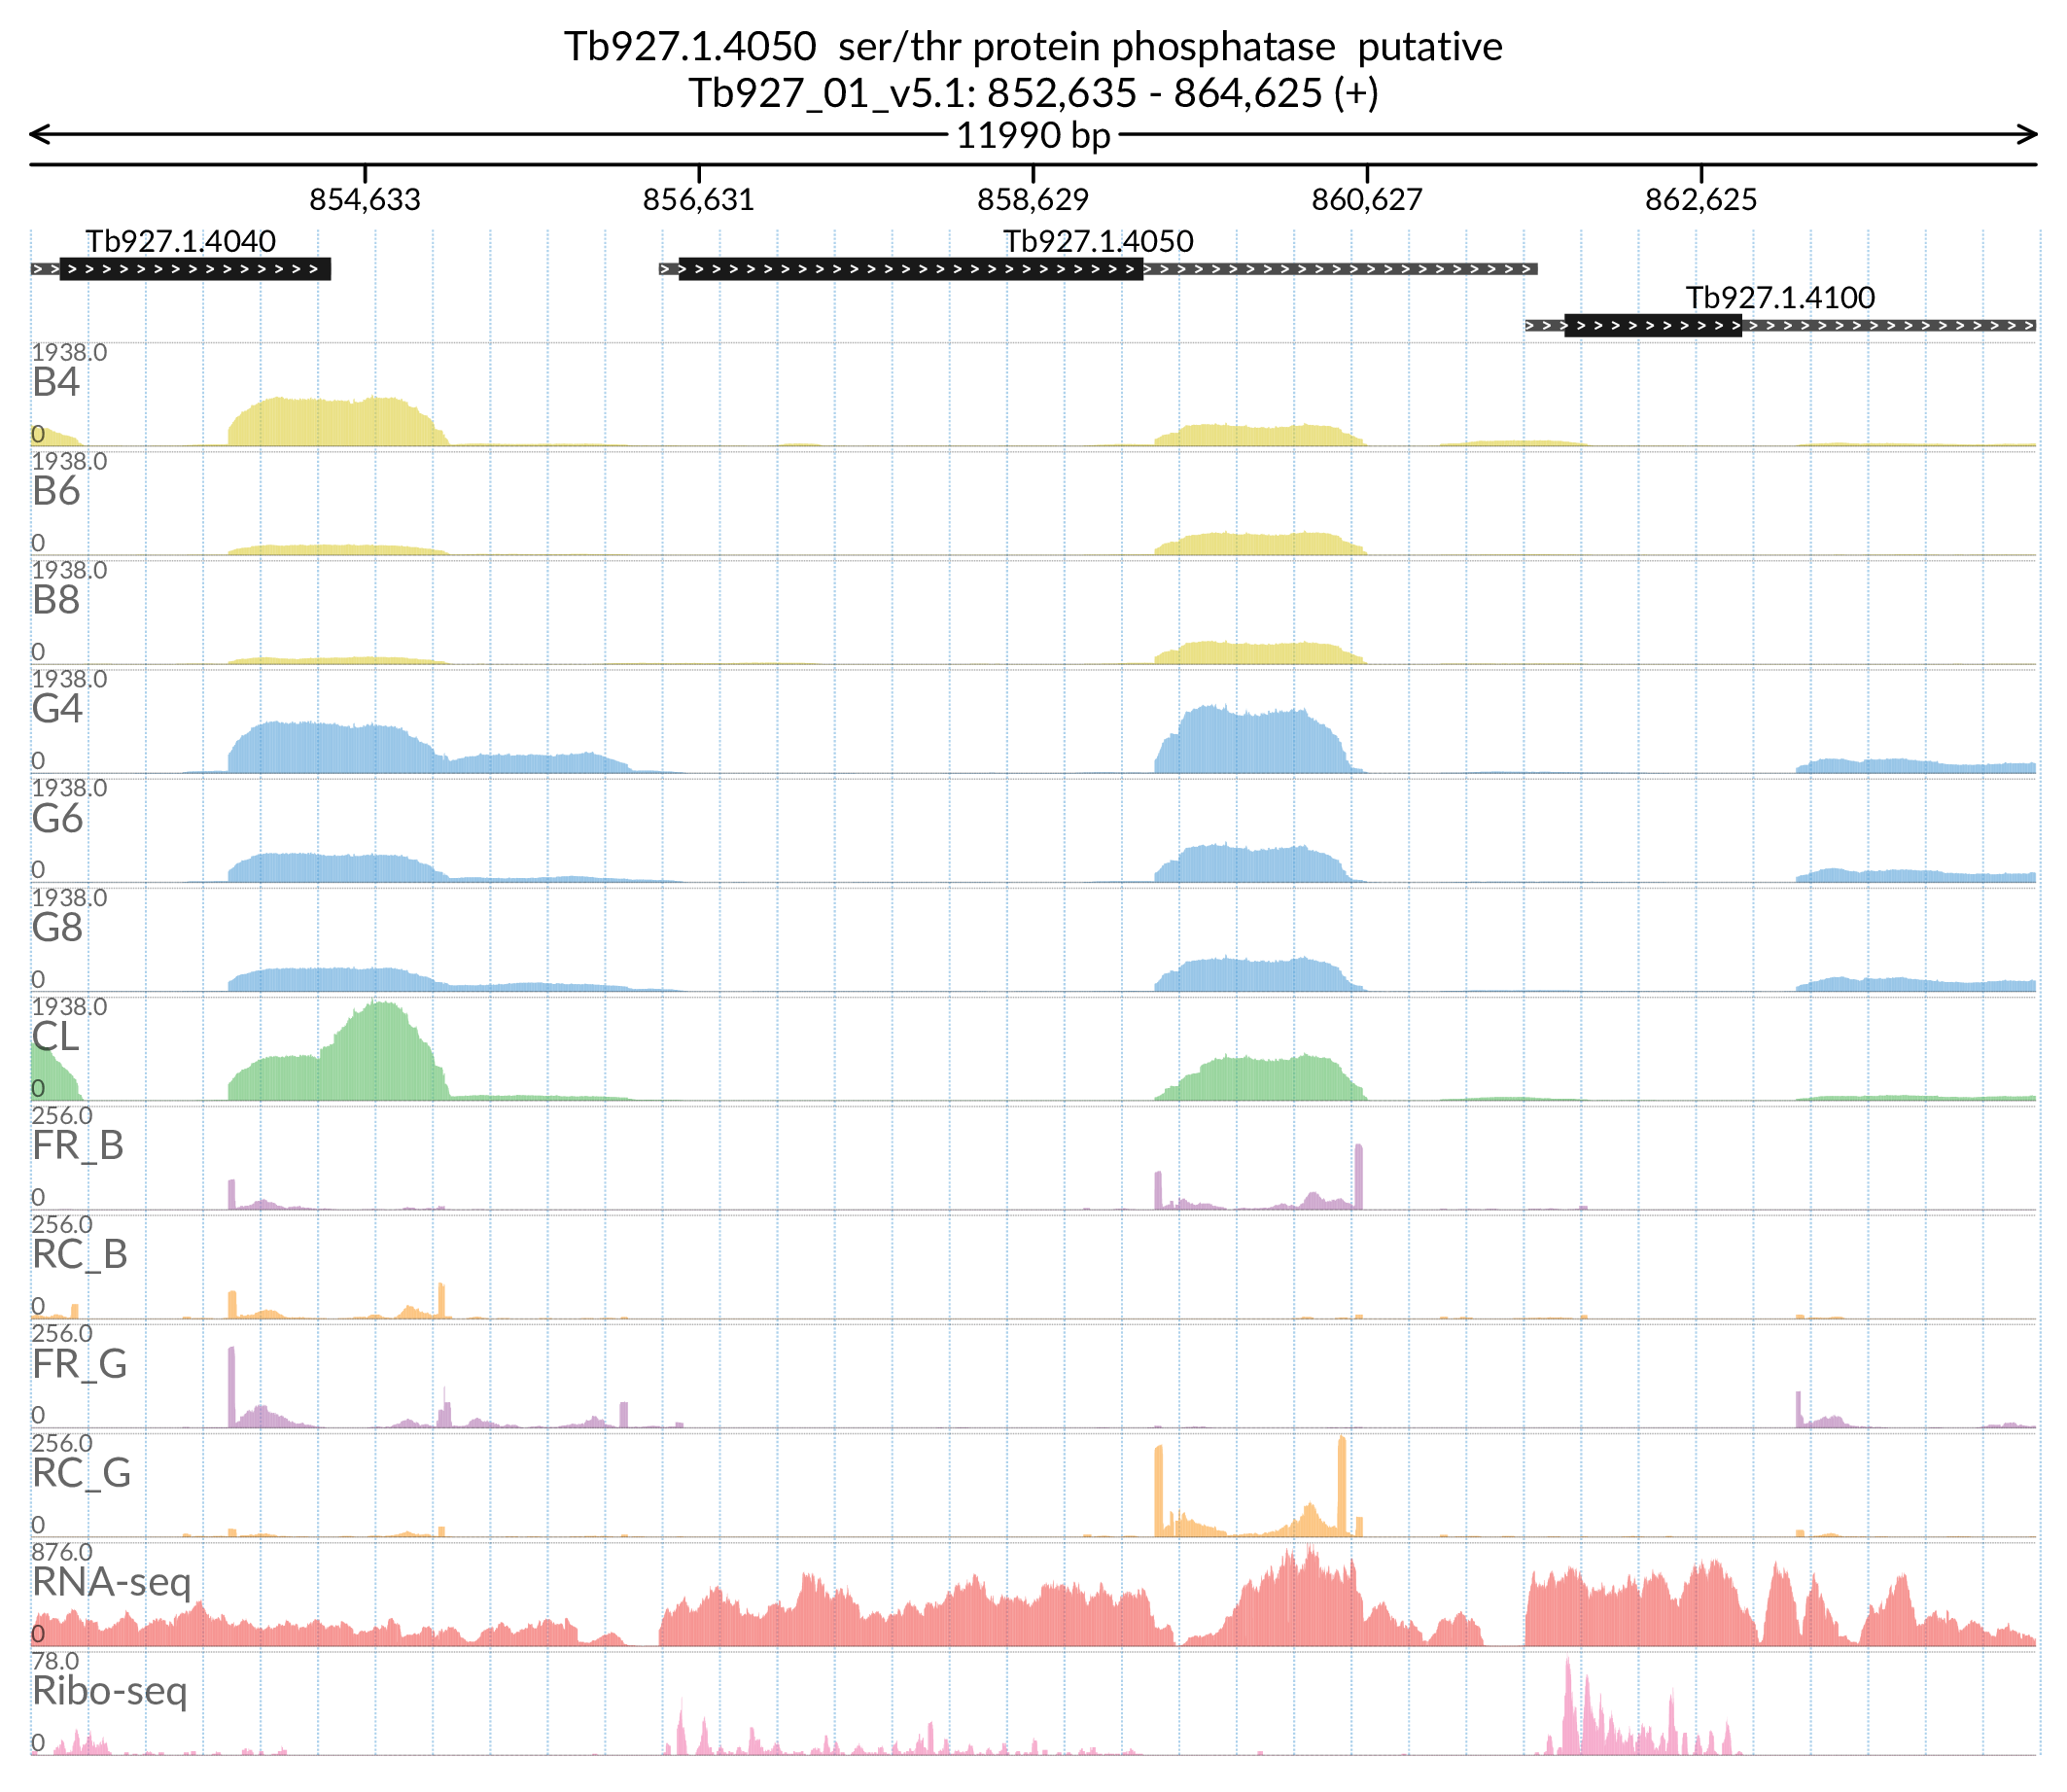 Tb927.1.4050  ser/thr protein phosphatase  putative
Tb927_01_v5.1: 852,635 - 864,625 (+)
11990 bp
854,633 856,631 858,629 860,627 862,625
Tb927.1.4040 Tb927.1.4050
Tb927.1.4100
1938.0
B4
0
1938.0
B6
0
1938.0
B8
0
1938.0
G4
0
1938.0
G6
0
1938.0
G8
0
1938.0
CL
0
256.0
FR_B
0
256.0
RC_B
0
256.0
FR_G
0
256.0
RC_G
0
876.0
RNA-seq
0
78.0
Ribo-seq
0